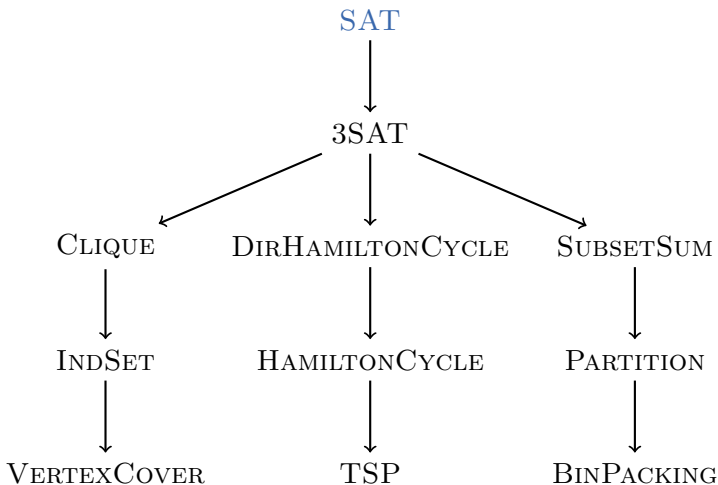 SAT
3SAT
CLIQUE DIRHAMILTONCYCLE SUBSETSUM
INDSET HAMILTONCYCLE PARTITION
VERTEXCOVER TSP BINPACKING